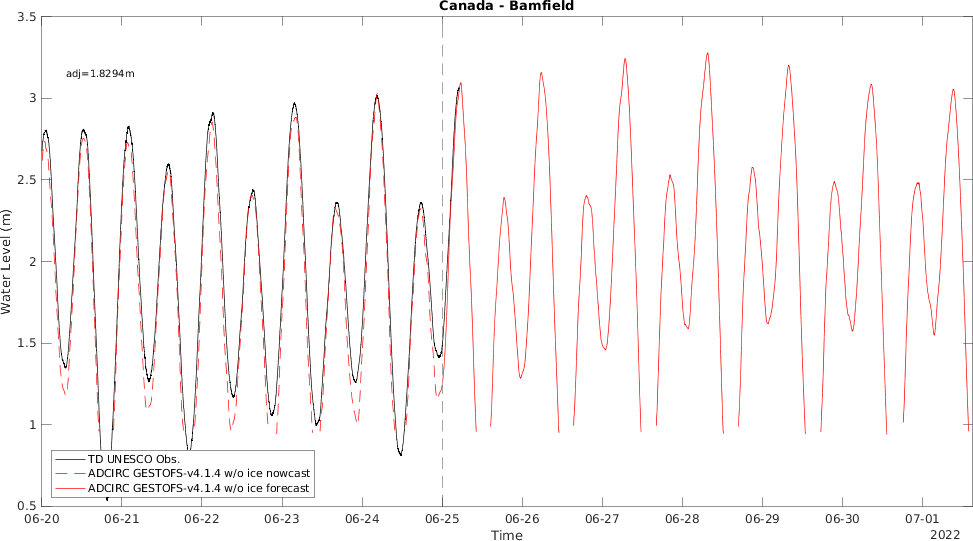 Canada - Bamfield
3.5
adj=1.8294m
3
2.5
2
1.5
1
0.5
Water Level (m)
TD UNESCO Obs.
ADCIRC GESTOFS-v4.1.4 w/o ice nowcast
ADCIRC GESTOFS-v4.1.4 w/o ice forecast
06-20 06-21 06-22 06-23 06-24 06-25 06-26 06-27 06-28 06-29 06-30 07-01
Time
2022